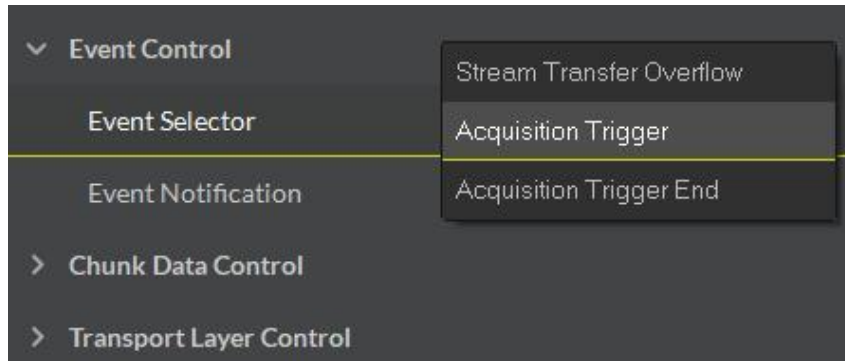 Event Control
Stream Transfer Overflow
Event Selector
Acquisition Trigger
Event Notification
Acquisition Trigger End
Chunk Data Control
Transport Layer Control